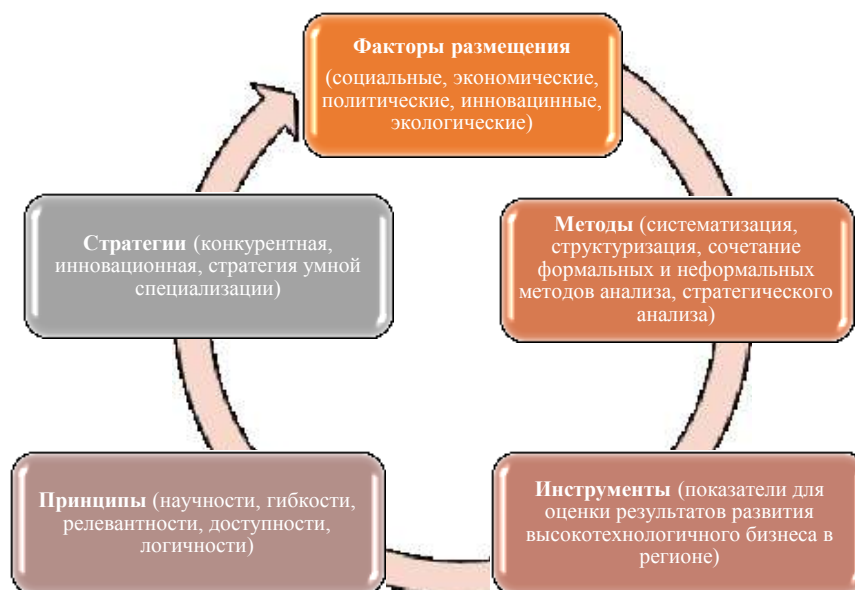 Факторы размещения
(социальные, экономические,
политические, инновацинные,
экологические)
Методы (систематизация,
структуризация, сочетание
формальных и неформальных
методов анализа, стратегического
анализа)
Инструменты (показатели для
оценки результатов развития
высокотехнологичного бизнеса в
регионе)
Принципы (научности, гибкости,
релевантности, доступности,
логичности)
Стратегии (конкурентная,
инновационная, стратегия умной
специализации)